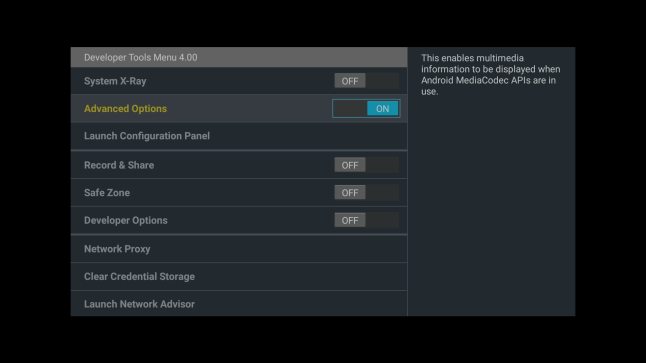 Developer Tools Menu 4.00
System X-Ray OFF
Advanced Options ON
Launch Configuration Panel
Record & Share OFF
Safe Zone OFF
Developer Options OFF
Network Proxy
Clear Credential Storage
Launch Network Advisor
This enables multimedia
information to be displayed when
Android MediaCodec APIs are in
use.